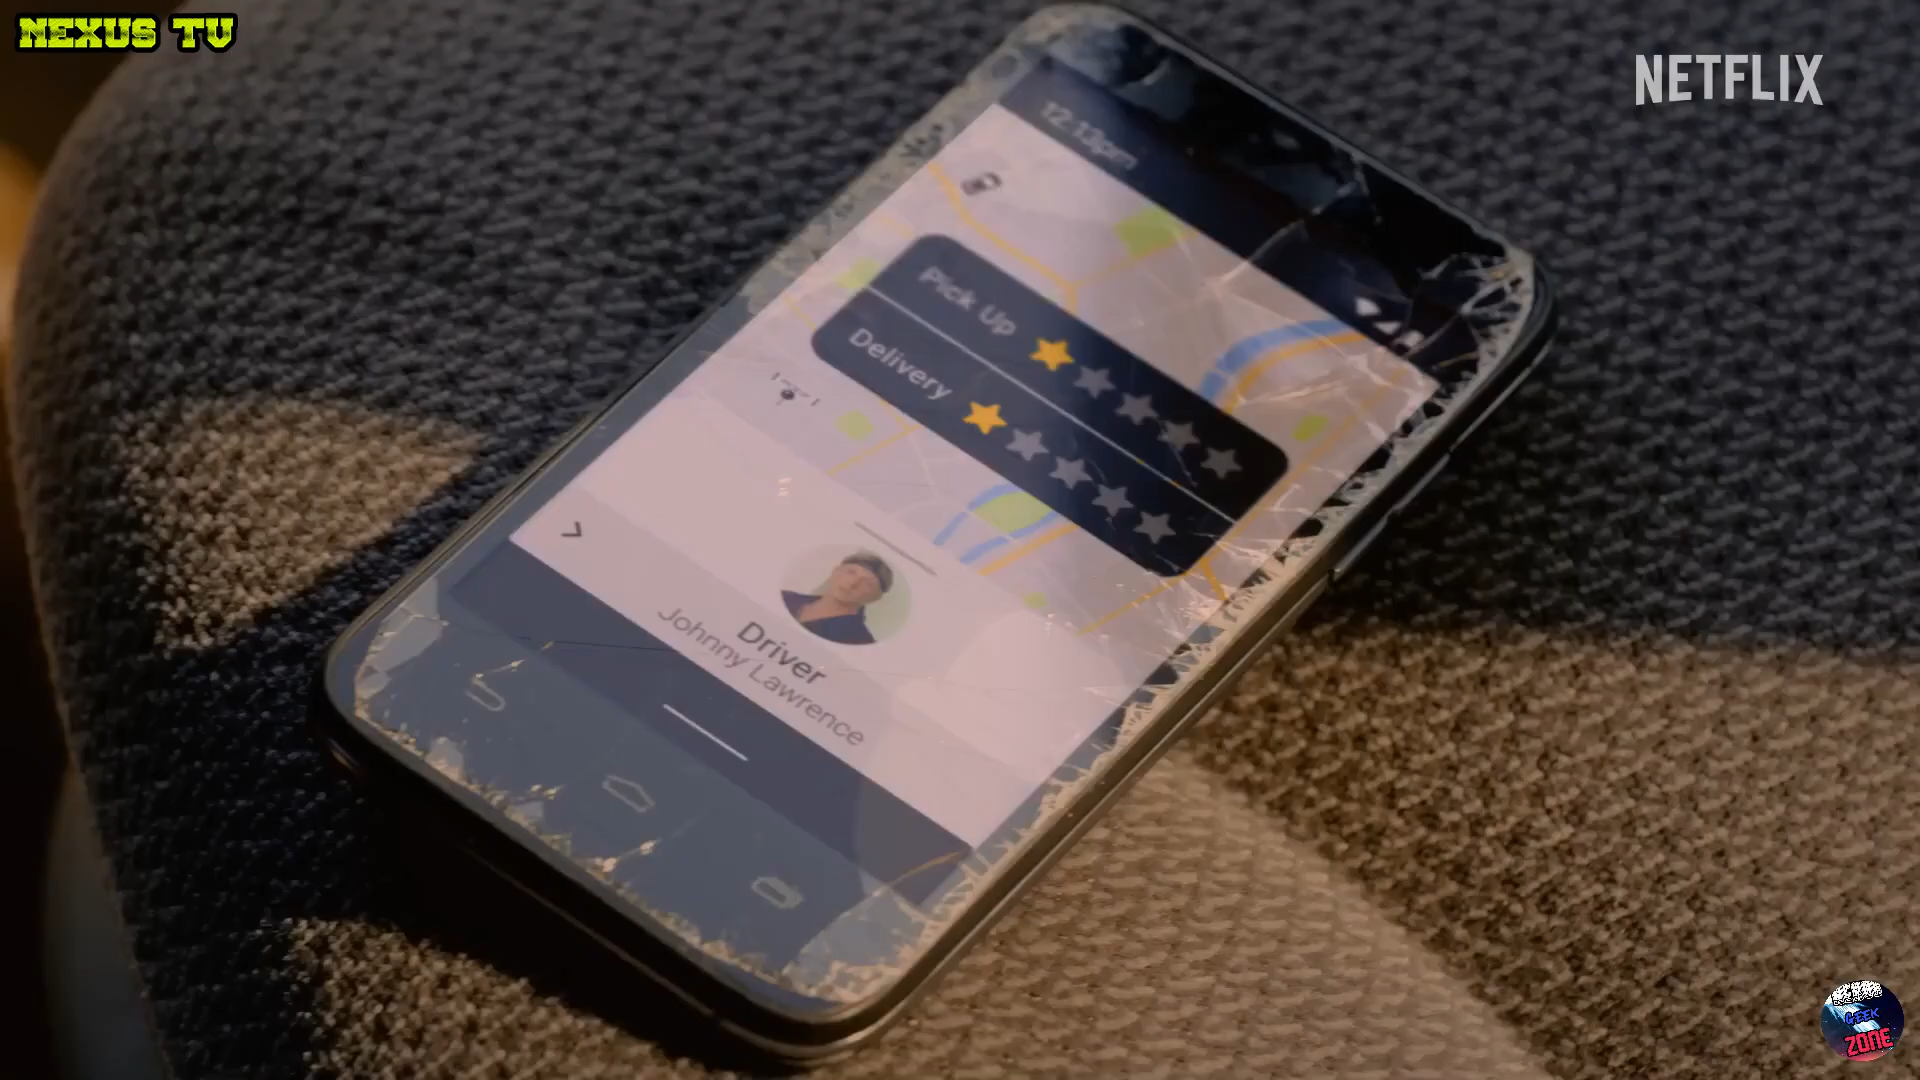 NEXUS TV
NETFLIX
12:13pm
Pick Up
Delivery
Driver
Johnny Lawrence
GEEK
ZONE